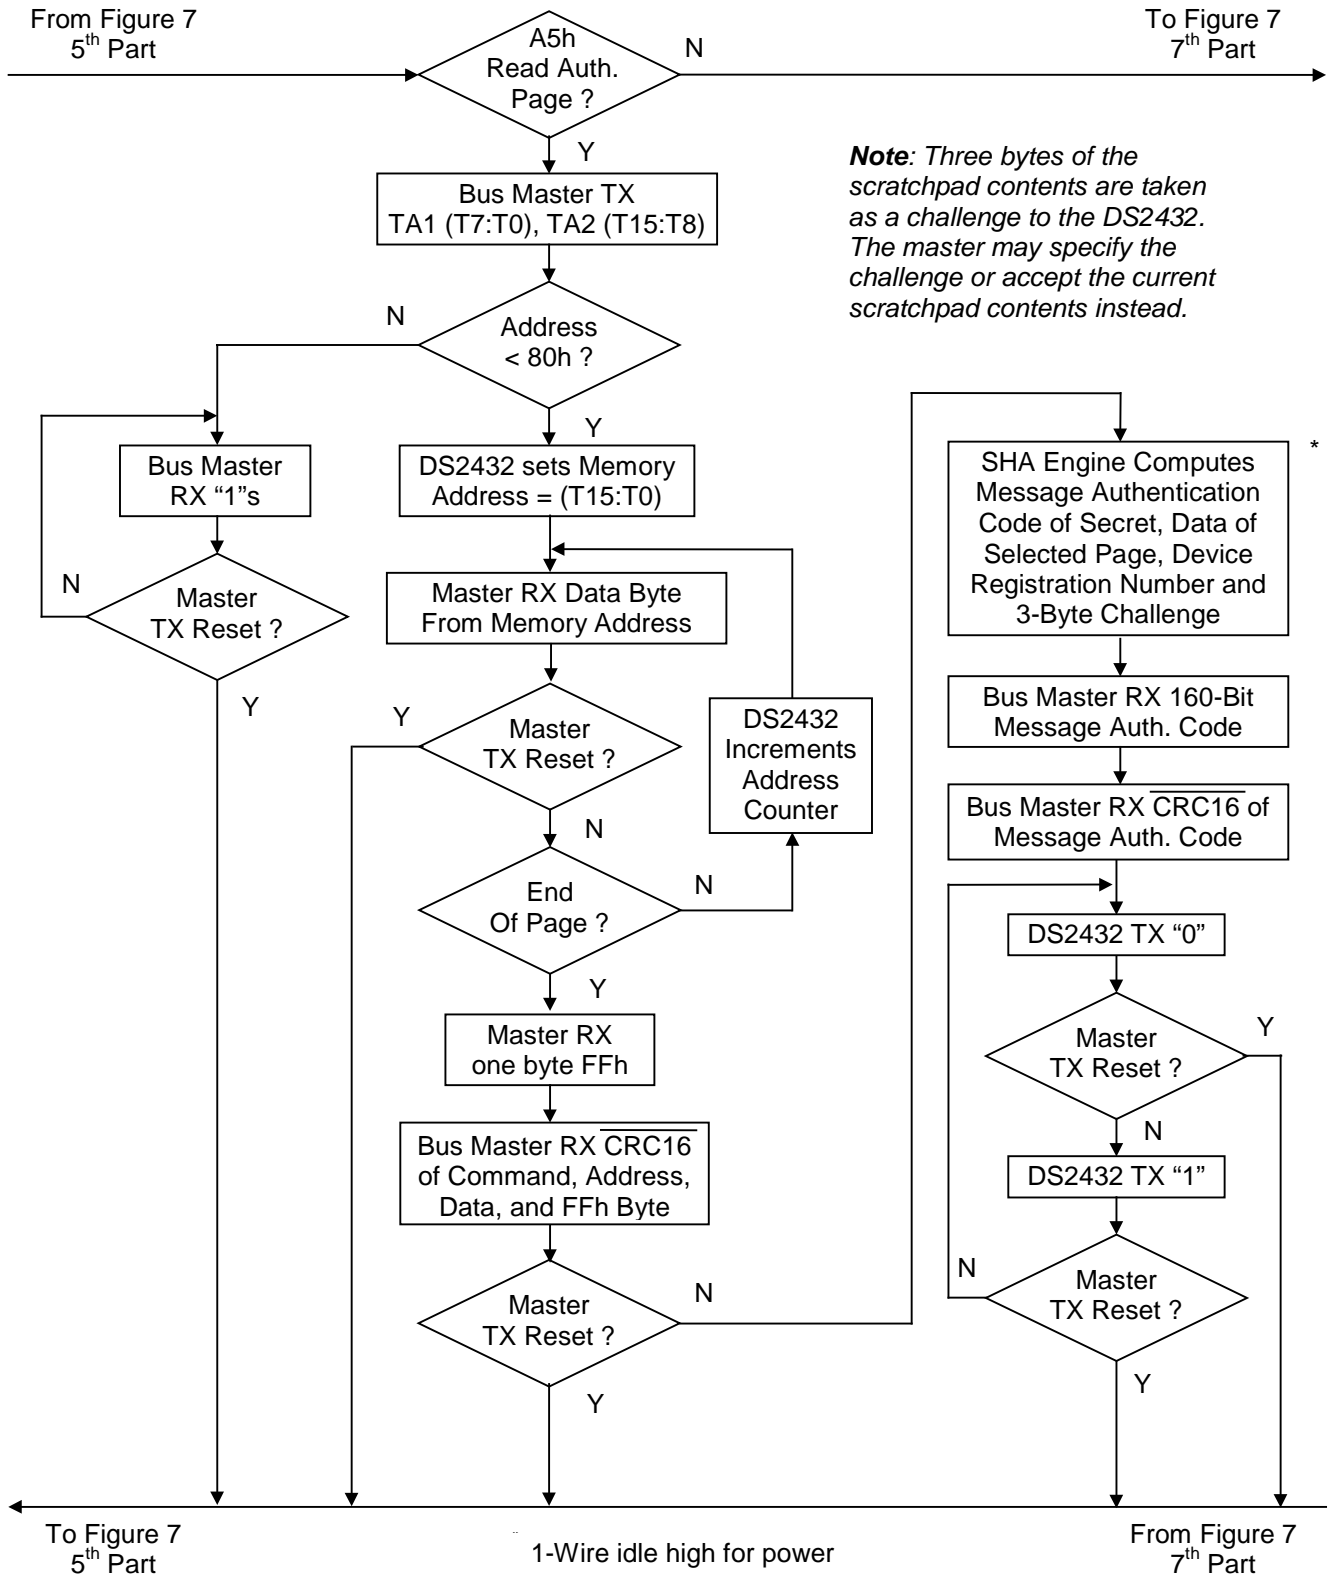 From Figure 7
5th Part
To Figure 7
7th Part
A5h
Read Auth.
Page ?
N
Y
Note: Three bytes of the
scratchpad contents are taken
as a challenge to the DS2432.
The master may specify the
challenge or accept the current
scratchpad contents instead.
Bus Master TX
TA1 (T7:T0), TA2 (T15:T8)
Address
< 80h ?
N
Y
Bus Master
RX “1”s
Master
TX Reset ?
N
Y
DS2432 sets Memory
Address = (T15:T0)
Master RX Data Byte
From Memory Address
Master
TX Reset ?
Y
N
DS2432
Increments
Address
Counter
End
Of Page ?
N
Y
Master RX
one byte FFh
Bus Master RX CRC16
of Command, Address,
Data, and FFh Byte
Master
TX Reset ?
N
Y
*
SHA Engine Computes
Message Authentication
Code of Secret, Data of
Selected Page, Device
Registration Number and
3-Byte Challenge
Bus Master RX 160-Bit
Message Auth. Code
Bus Master RX CRC16 of
Message Auth. Code
DS2432 TX “0”
Master
TX Reset ?
Y
N
DS2432 TX “1”
Master
TX Reset ?
N
Y
To Figure 7
5th Part
1-Wire idle high for power
From Figure 7
7th Part